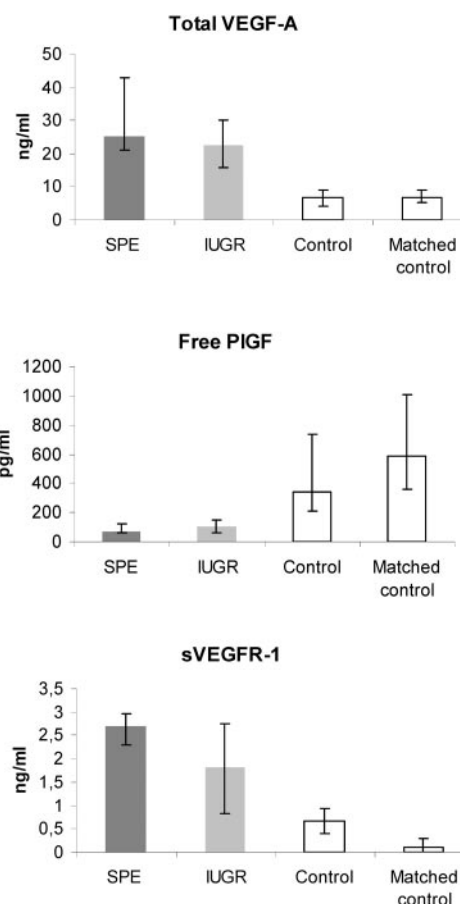 Total VEGF-A
50
40
30
20
10
0
ng/ml
SPE IUGR Control Matched
control
Free PlGF
1200
1000
800
600
400
200
0
pg/ml
SPE IUGR Control Matched
control
sVEGFR-1
3,5
3
2,5
2
1,5
1
0,5
0
ng/ml
SPE IUGR Control Matched
control